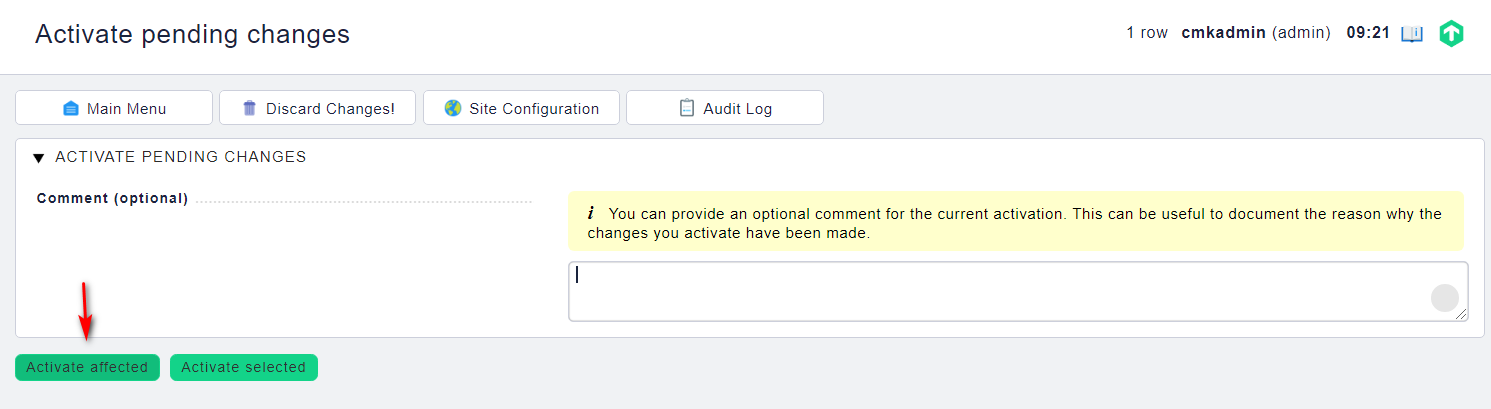 Activate pending changes
1 row cmkadmin (admin) 09:21
Main Menu
Discard Changes!
Site Configuration
Audit Log
ACTIVATE PENDING CHANGES
Comment (optional)
i You can provide an optional comment for the current activation. This can be useful to document the reason why the
changes you activate have been made.
Activate affected
Activate selected